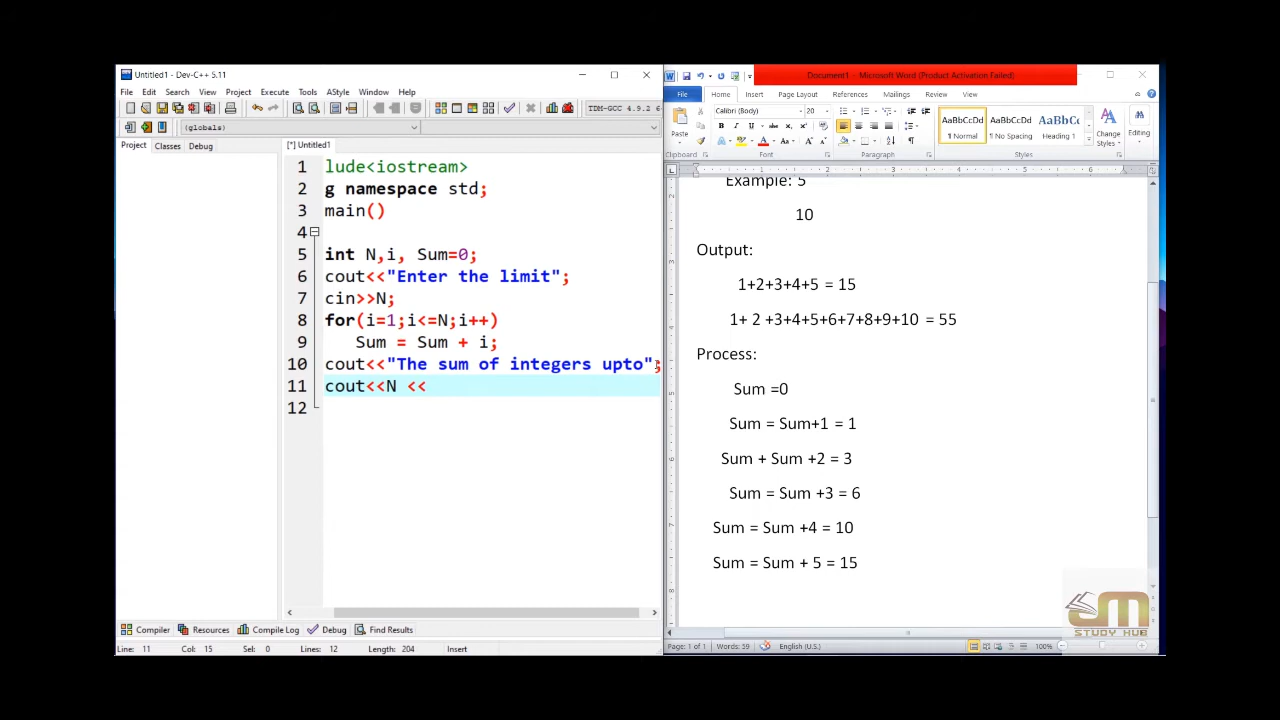 Untitled1 - Dev-C++ 5.11
File Edit Search View Project Execute Tools AStyle Window Help
TDM-GCC 4.9.2 6
(globals)
Project Classes Debug
[*] Untitled1
1 lude<iostream>
2 g namespace std;
3 main()
4
5 int N,i, Sum=0;
6 cout<<"Enter the limit";
7 cin>>N;
8 for(i=1;i<=N;i++)
9 Sum = Sum + i;
10 cout<<"The sum of integers upto";
11 cout<<N <<
12
Compiler Resources Compile Log Debug Find Results
Line: 11 Col: 15 Sel: 0 Lines: 12 Length: 204 Insert
Document1 - Microsoft Word (Product Activation Failed)
File Home Insert Page Layout References Mailings Review View
Calibri (Body) 20
Paste
AaBbCcDd AaBbCcDd AaBbC
¶ Normal ¶ No Spacing Heading 1
Change Styles
Editing
Clipboard Font Paragraph Styles
Example: 5
10
Output:
1+2+3+4+5 = 15
1+ 2 +3+4+5+6+7+8+9+10 = 55
Process:
Sum =0
Sum = Sum+1 = 1
Sum + Sum +2 = 3
Sum = Sum +3 = 6
Sum = Sum +4 = 10
Sum = Sum + 5 = 15
STUDY HUB
Page: 1 of 1 Words: 59 English (U.S.) 100%